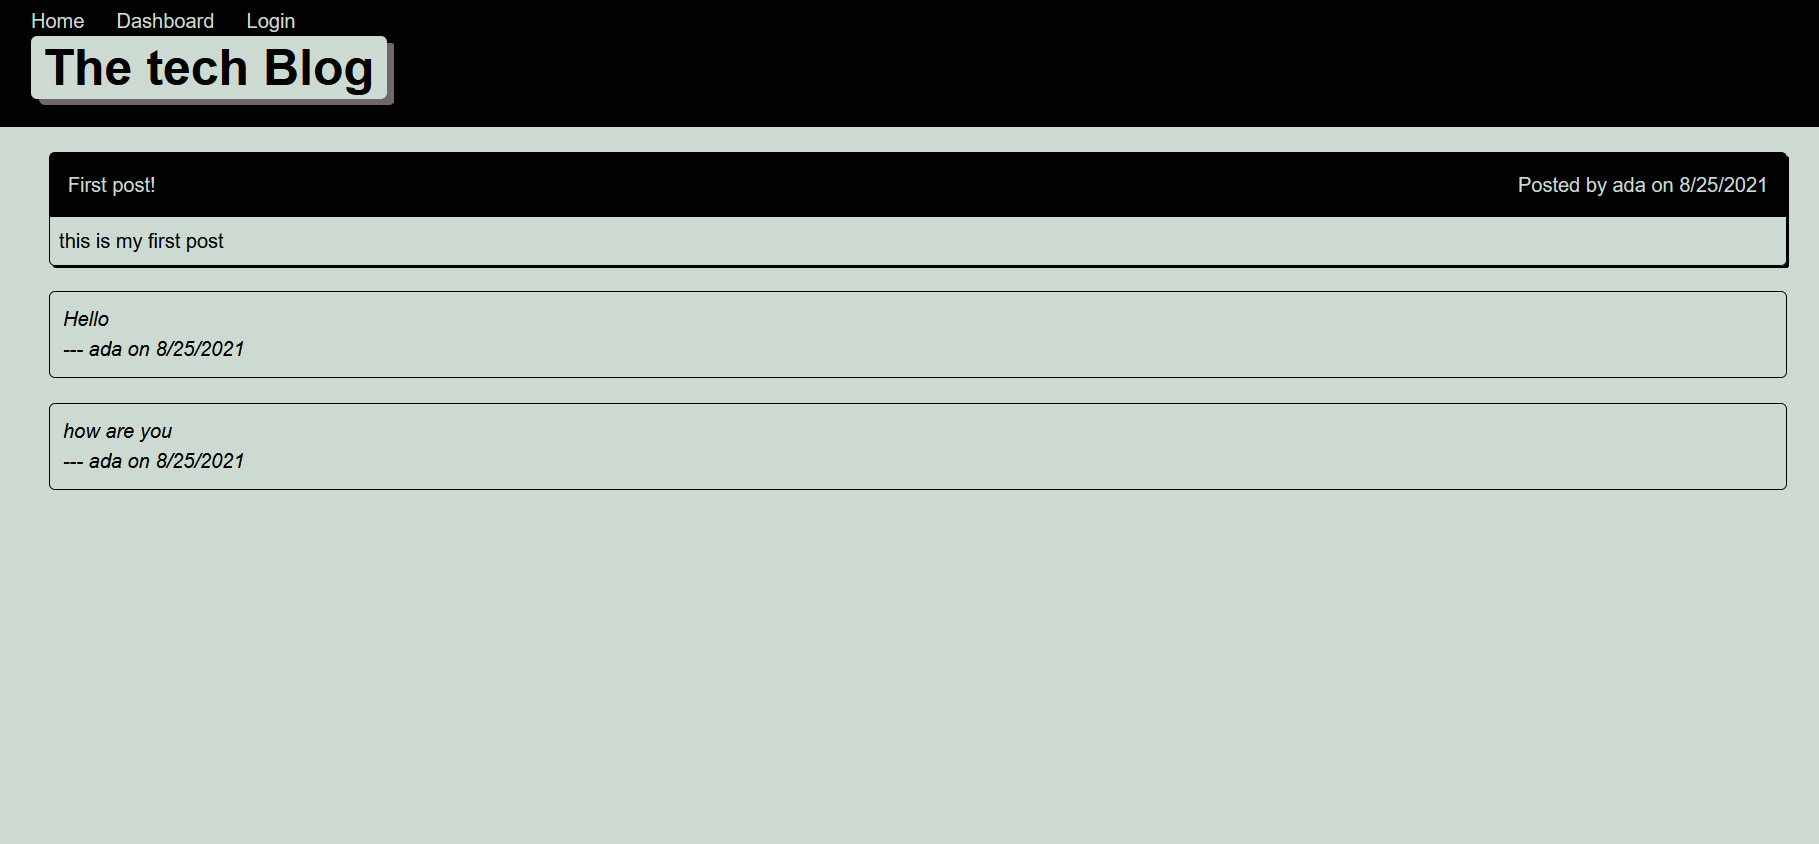 Home Dashboard Login
The tech Blog
First post! Posted by ada on 8/25/2021
this is my first post
Hello
--- ada on 8/25/2021
how are you
--- ada on 8/25/2021